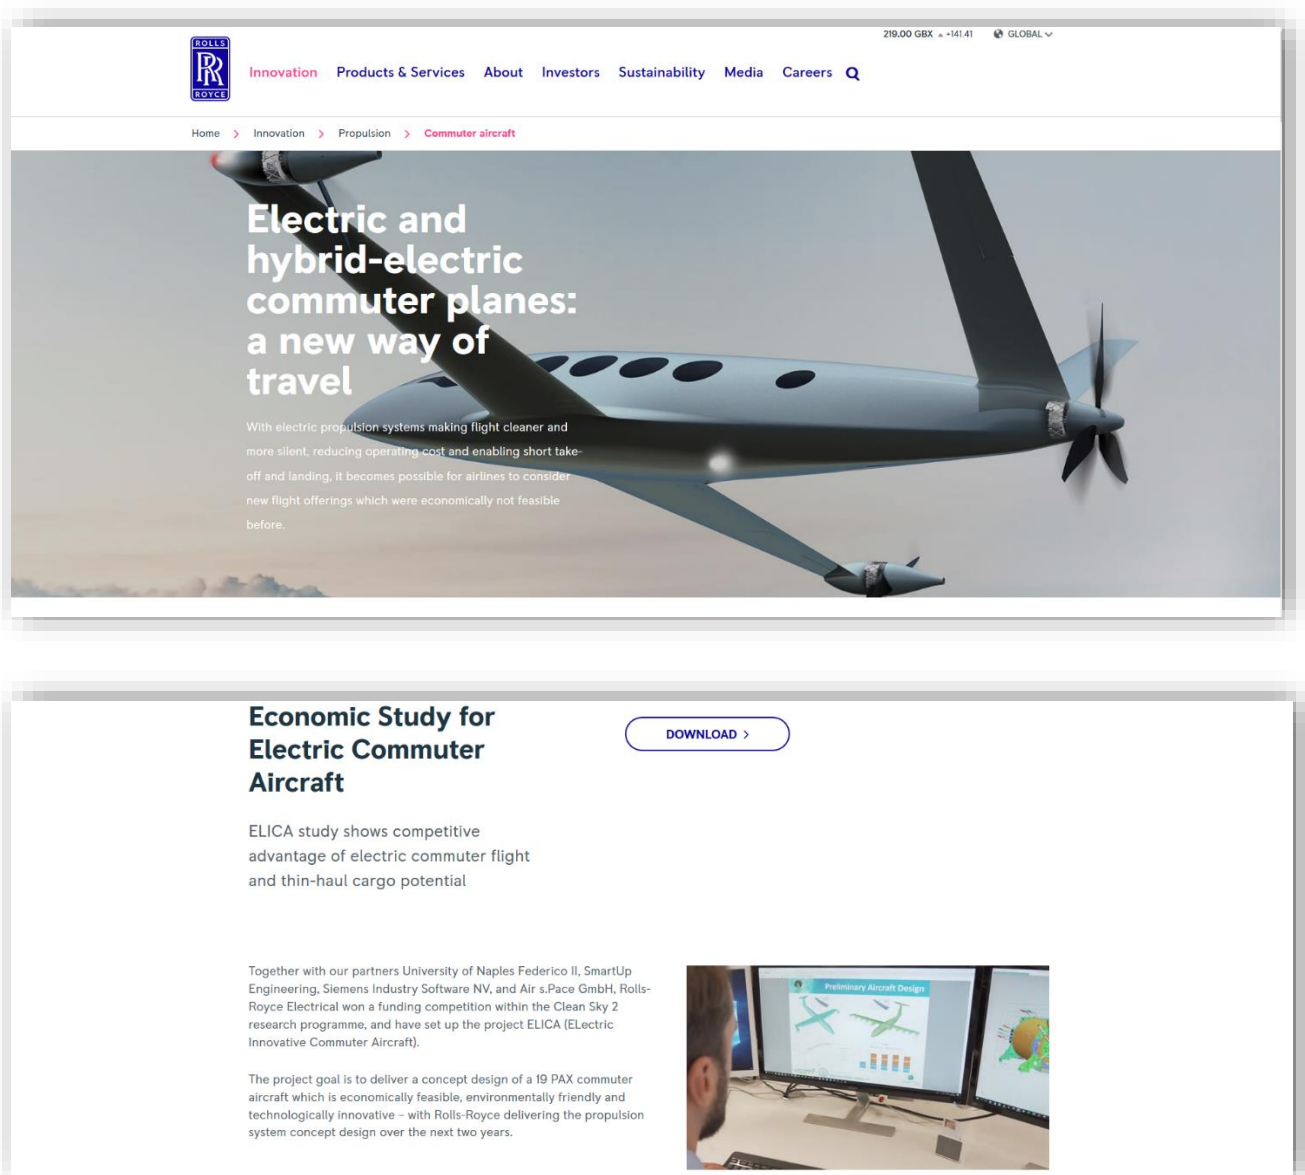 219.00 GBX ▲ +141.41 GLOBAL
ROLLS
RR
ROYCE
Innovation Products & Services About Investors Sustainability Media Careers
Home > Innovation > Propulsion > Commuter aircraft
Electric and
hybrid-electric
commuter planes:
a new way of
travel
With electric propulsion systems making flight cleaner and
more silent, reducing operating cost and enabling short take-
off and landing, it becomes possible for airlines to consider
new flight offerings which were economically not feasible
before.
Economic Study for
Electric Commuter
Aircraft
DOWNLOAD >
ELICA study shows competitive
advantage of electric commuter flight
and thin-haul cargo potential
Together with our partners University of Naples Federico II, SmartUp
Engineering, Siemens Industry Software NV, and Air s.Pace GmbH, Rolls-
Royce Electrical won a funding competition within the Clean Sky 2
research programme, and have set up the project ELICA (ELectric
Innovative Commuter Aircraft).
The project goal is to deliver a concept design of a 19 PAX commuter
aircraft which is economically feasible, environmentally friendly and
technologically innovative – with Rolls-Royce delivering the propulsion
system concept design over the next two years.
Preliminary Aircraft Design